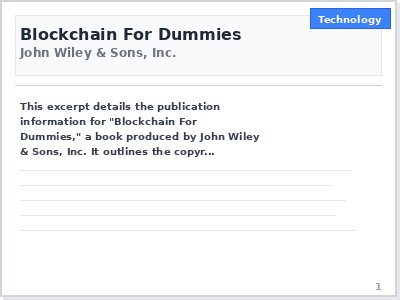 Technology
Blockchain For Dummies
John Wiley & Sons, Inc.
This excerpt details the publication
information for "Blockchain For
Dummies," a book produced by John Wiley
& Sons, Inc. It outlines the copyr...
1